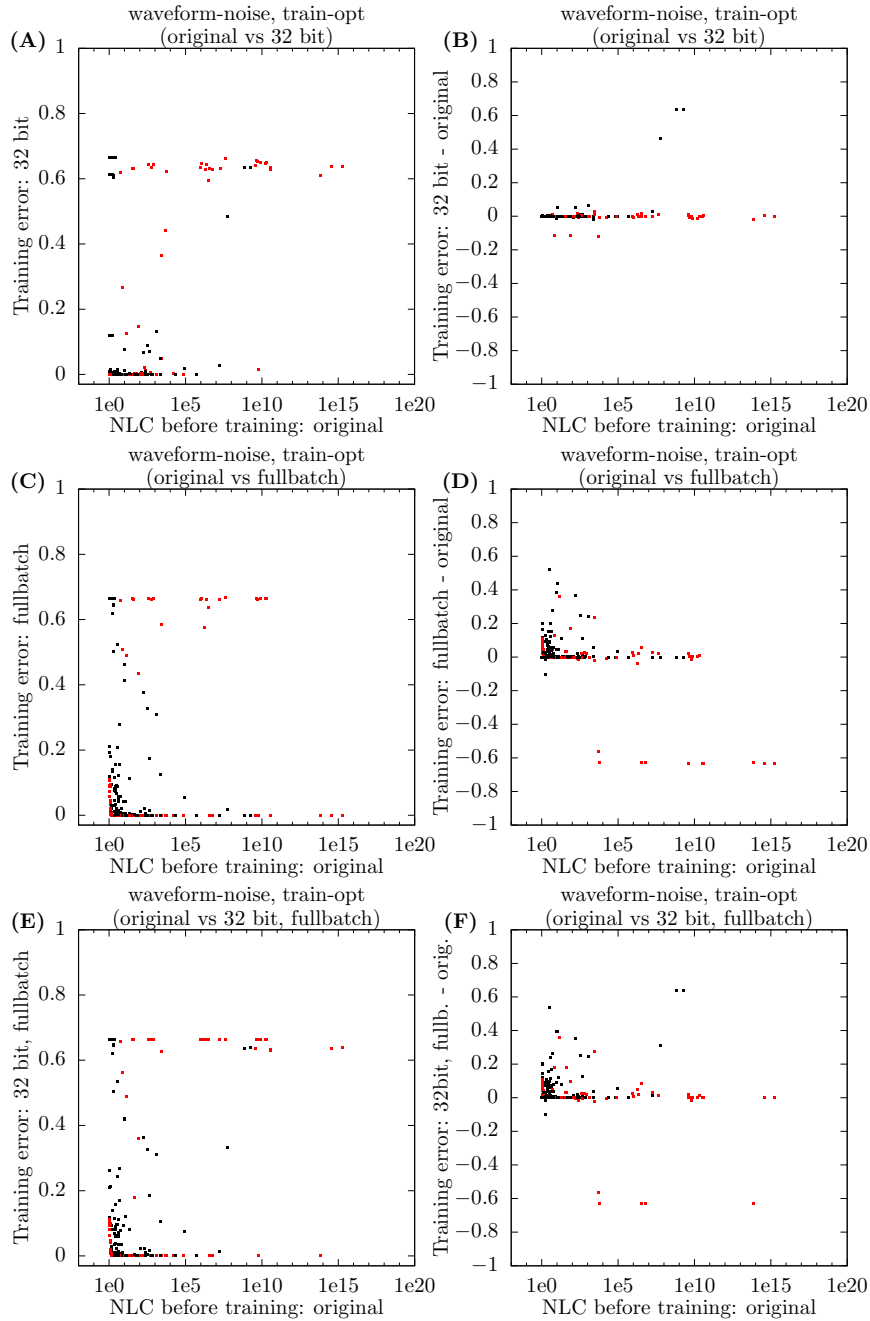 waveform-noise, train-opt
(original vs 32 bit)
(A)
Training error: 32 bit
1
0.8
0.6
0.4
0.2
0
1e0 1e5 1e10 1e15 1e20
NLC before training: original
waveform-noise, train-opt
(original vs 32 bit)
(B)
Training error: 32 bit - original
1
0.8
0.6
0.4
0.2
0
−0.2
−0.4
−0.6
−0.8
−1
1e0 1e5 1e10 1e15 1e20
NLC before training: original
waveform-noise, train-opt
(original vs fullbatch)
(C)
Training error: fullbatch
1
0.8
0.6
0.4
0.2
0
1e0 1e5 1e10 1e15 1e20
NLC before training: original
waveform-noise, train-opt
(original vs fullbatch)
(D)
Training error: fullbatch - original
1
0.8
0.6
0.4
0.2
0
−0.2
−0.4
−0.6
−0.8
−1
1e0 1e5 1e10 1e15 1e20
NLC before training: original
waveform-noise, train-opt
(original vs 32 bit, fullbatch)
(E)
Training error: 32 bit, fullbatch
1
0.8
0.6
0.4
0.2
0
1e0 1e5 1e10 1e15 1e20
NLC before training: original
waveform-noise, train-opt
(original vs 32 bit, fullbatch)
(F)
Training error: 32bit, fullb. - orig.
1
0.8
0.6
0.4
0.2
0
−0.2
−0.4
−0.6
−0.8
−1
1e0 1e5 1e10 1e15 1e20
NLC before training: original